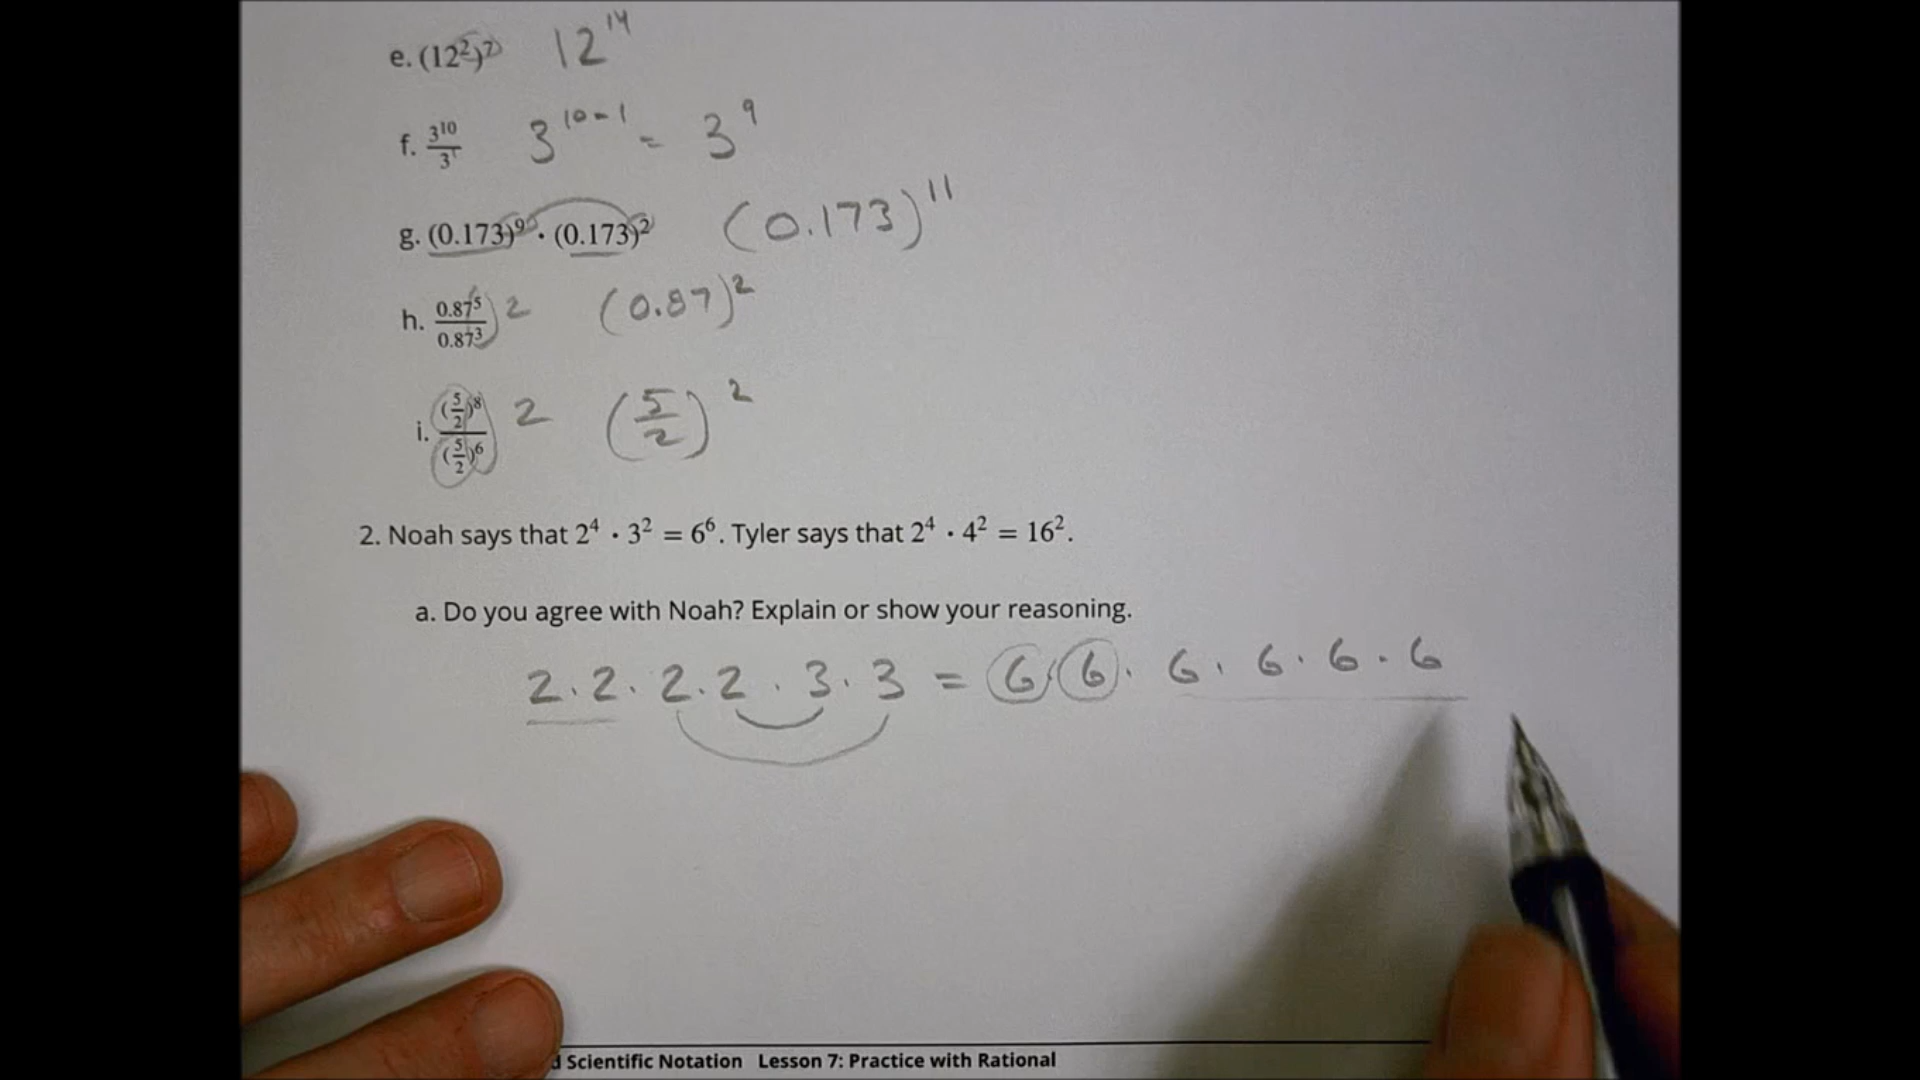 e. (12²)⁷ 12¹⁴
f. 3¹⁰/3¹ 3¹⁰⁻¹ = 3⁹
g. (0.173)⁹ · (0.173)² (0.173)¹¹
h. 0.87⁵/0.87³ 2 (0.87)²
i. (5/2)⁸/(5/2)⁶ 2 (5/2)²
2. Noah says that 2⁴ · 3² = 6⁶. Tyler says that 2⁴ · 4² = 16².
a. Do you agree with Noah? Explain or show your reasoning.
2 · 2 · 2 · 2 · 3 · 3 = 6 · 6 · 6 · 6 · 6 · 6
Scientific Notation Lesson 7: Practice with Rational